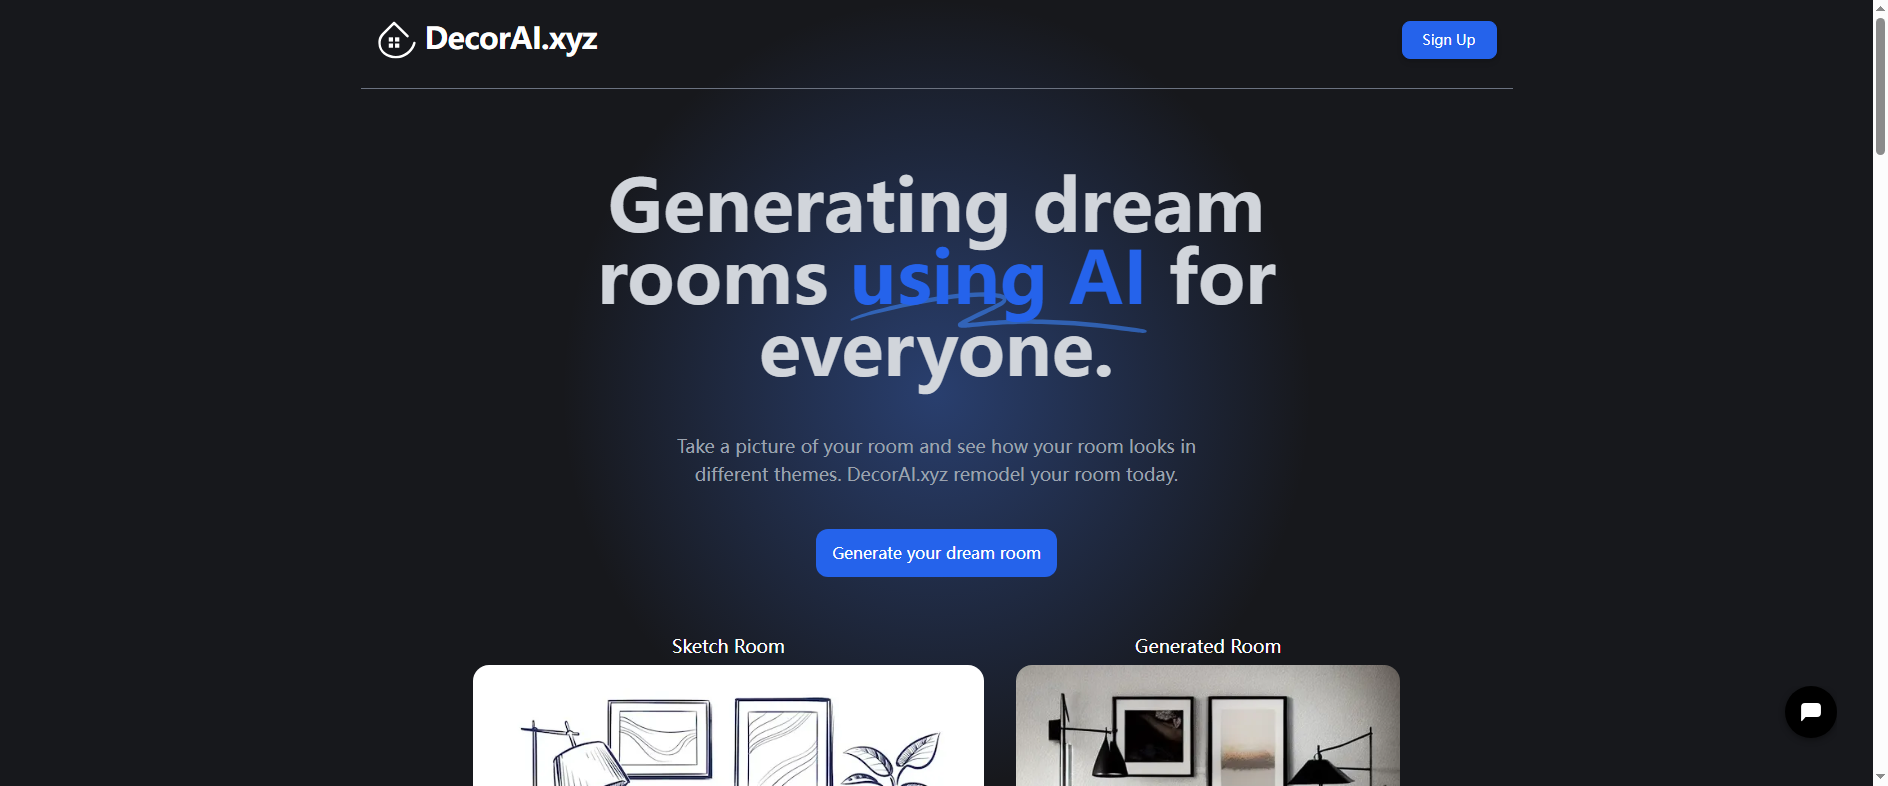 DecorAI.xyz
Sign Up
Generating dream
rooms using AI for
everyone.
Take a picture of your room and see how your room looks in
different themes. DecorAI.xyz remodel your room today.
Generate your dream room
Sketch Room
Generated Room